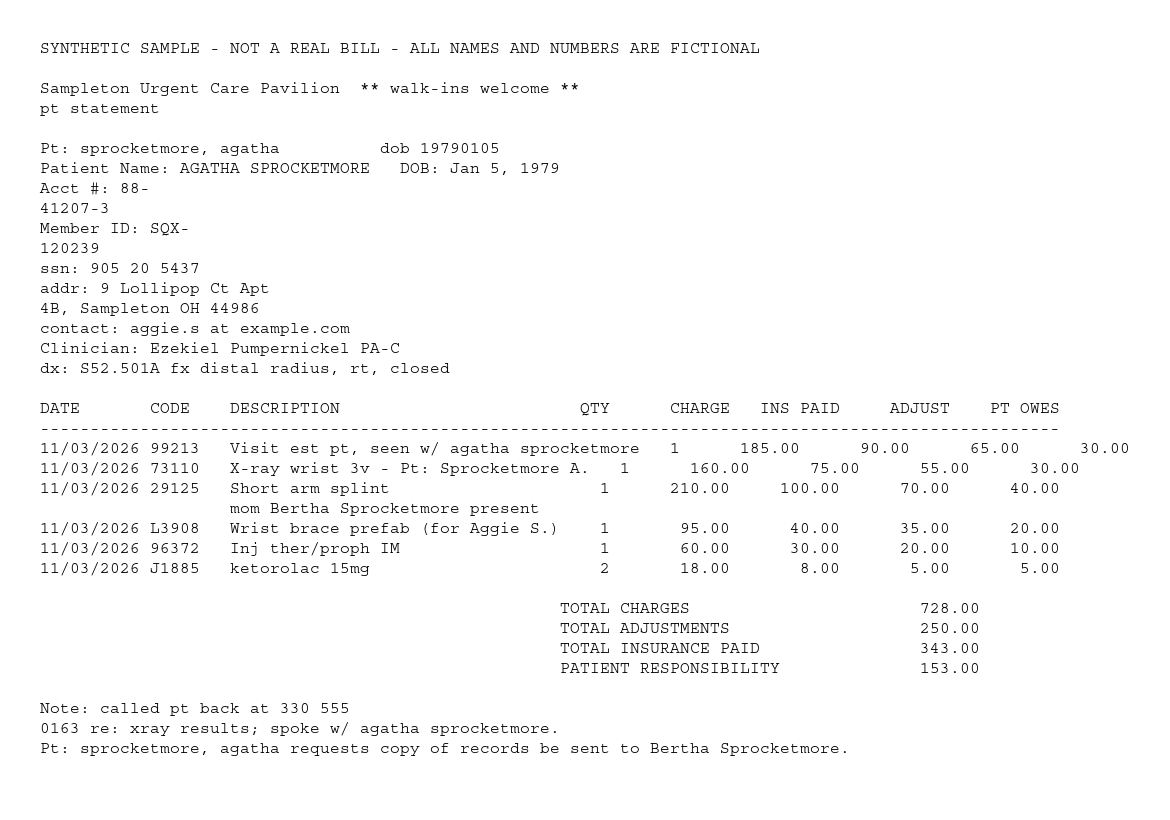 SYNTHETIC SAMPLE - NOT A REAL BILL - ALL NAMES AND NUMBERS ARE FICTIONAL
Sampleton Urgent Care Pavilion  ** walk-ins welcome **
pt statement
Pt: sprocketmore, agatha          dob 19790105
Patient Name: AGATHA SPROCKETMORE   DOB: Jan 5, 1979
Acct #: 88-
41207-3
Member ID: SQX-
120239
ssn: 905 20 5437
addr: 9 Lollipop Ct Apt
4B, Sampleton OH 44986
contact: aggie.s at example.com
Clinician: Ezekiel Pumpernickel PA-C
dx: S52.501A fx distal radius, rt, closed
DATE       CODE    DESCRIPTION                        QTY      CHARGE   INS PAID     ADJUST    PT OWES
------------------------------------------------------------------------------------------------------
11/03/2026 99213   Visit est pt, seen w/ agatha sprocketmore   1      185.00      90.00      65.00      30.00
11/03/2026 73110   X-ray wrist 3v - Pt: Sprocketmore A.   1      160.00      75.00      55.00      30.00
11/03/2026 29125   Short arm splint                     1      210.00     100.00      70.00      40.00
mom Bertha Sprocketmore present
11/03/2026 L3908   Wrist brace prefab (for Aggie S.)    1       95.00      40.00      35.00      20.00
11/03/2026 96372   Inj ther/proph IM                    1       60.00      30.00      20.00      10.00
11/03/2026 J1885   ketorolac 15mg                       2       18.00       8.00       5.00       5.00
TOTAL CHARGES                       728.00
TOTAL ADJUSTMENTS                   250.00
TOTAL INSURANCE PAID                343.00
PATIENT RESPONSIBILITY              153.00
Note: called pt back at 330 555
0163 re: xray results; spoke w/ agatha sprocketmore.
Pt: sprocketmore, agatha requests copy of records be sent to Bertha Sprocketmore.